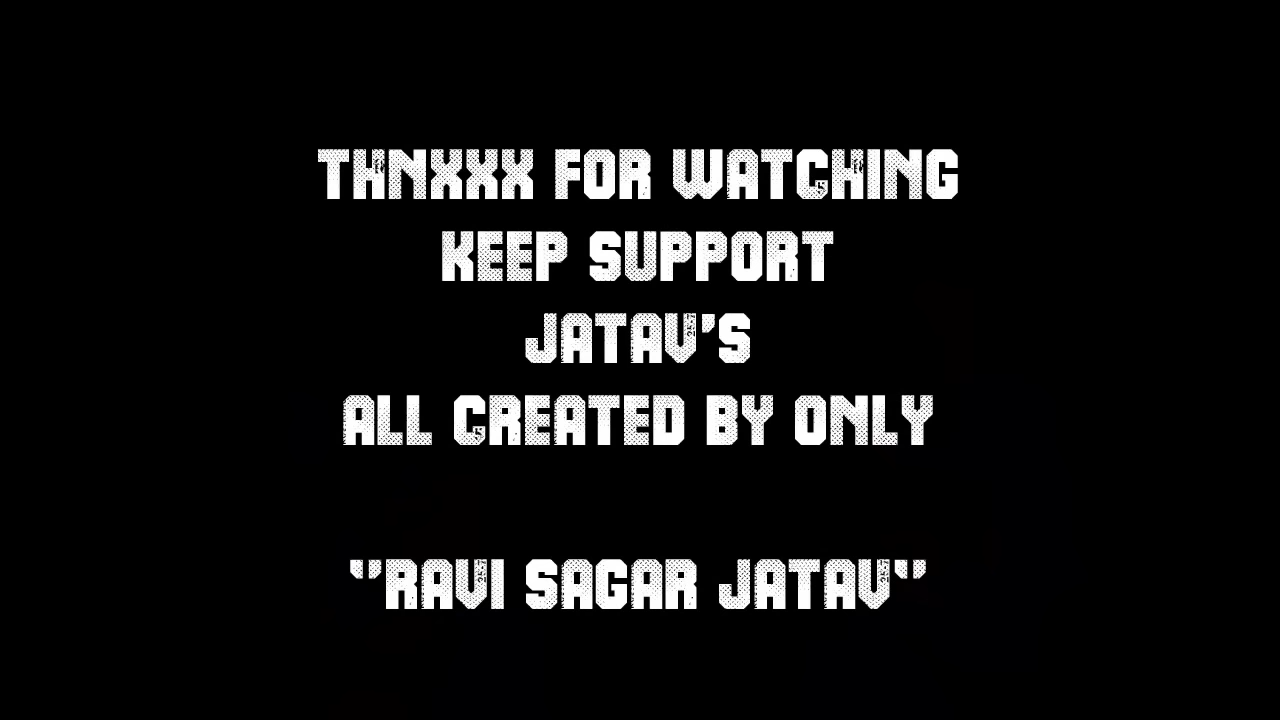 THNXXX FOR WATCHING
KEEP SUPPORT
JATAV'S
ALL CREATED BY ONLY
"RAVI SAGAR JATAV"